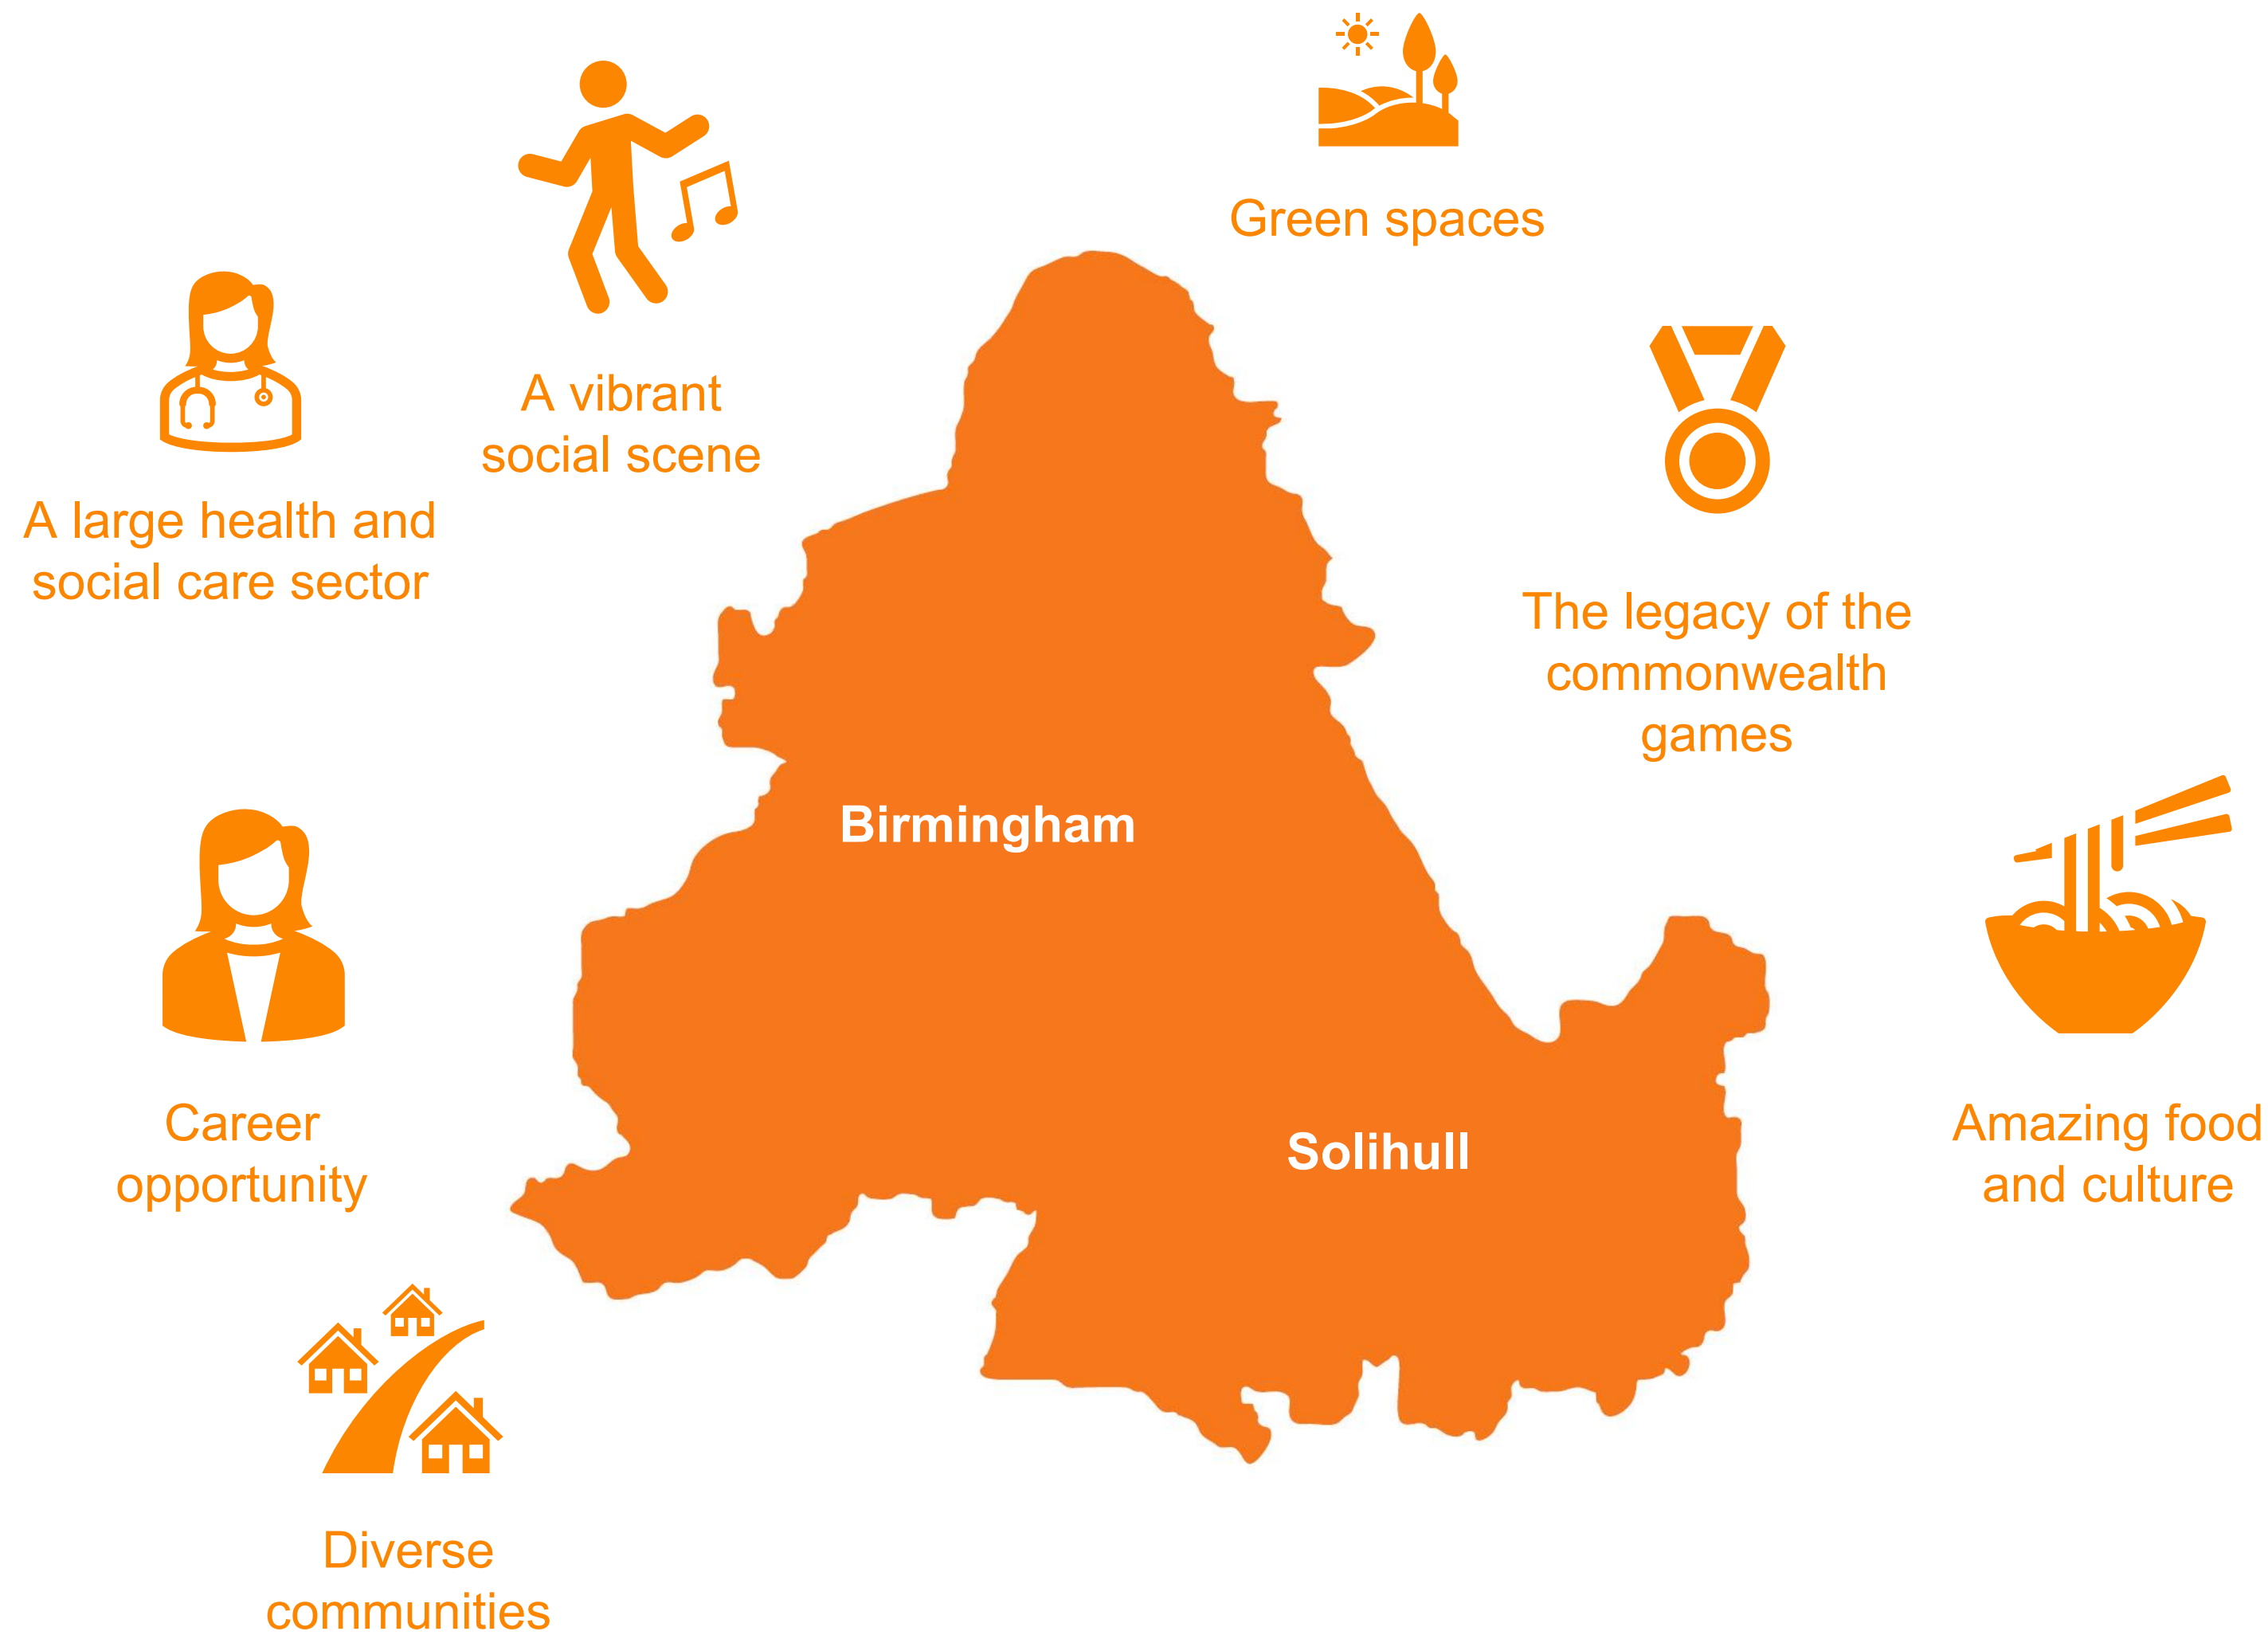 Green spaces
A vibrant
social scene
A large health and
social care sector
The legacy of the
commonwealth
games
Birmingham
Solihull
Career
opportunity
Amazing food
and culture
Diverse
communities